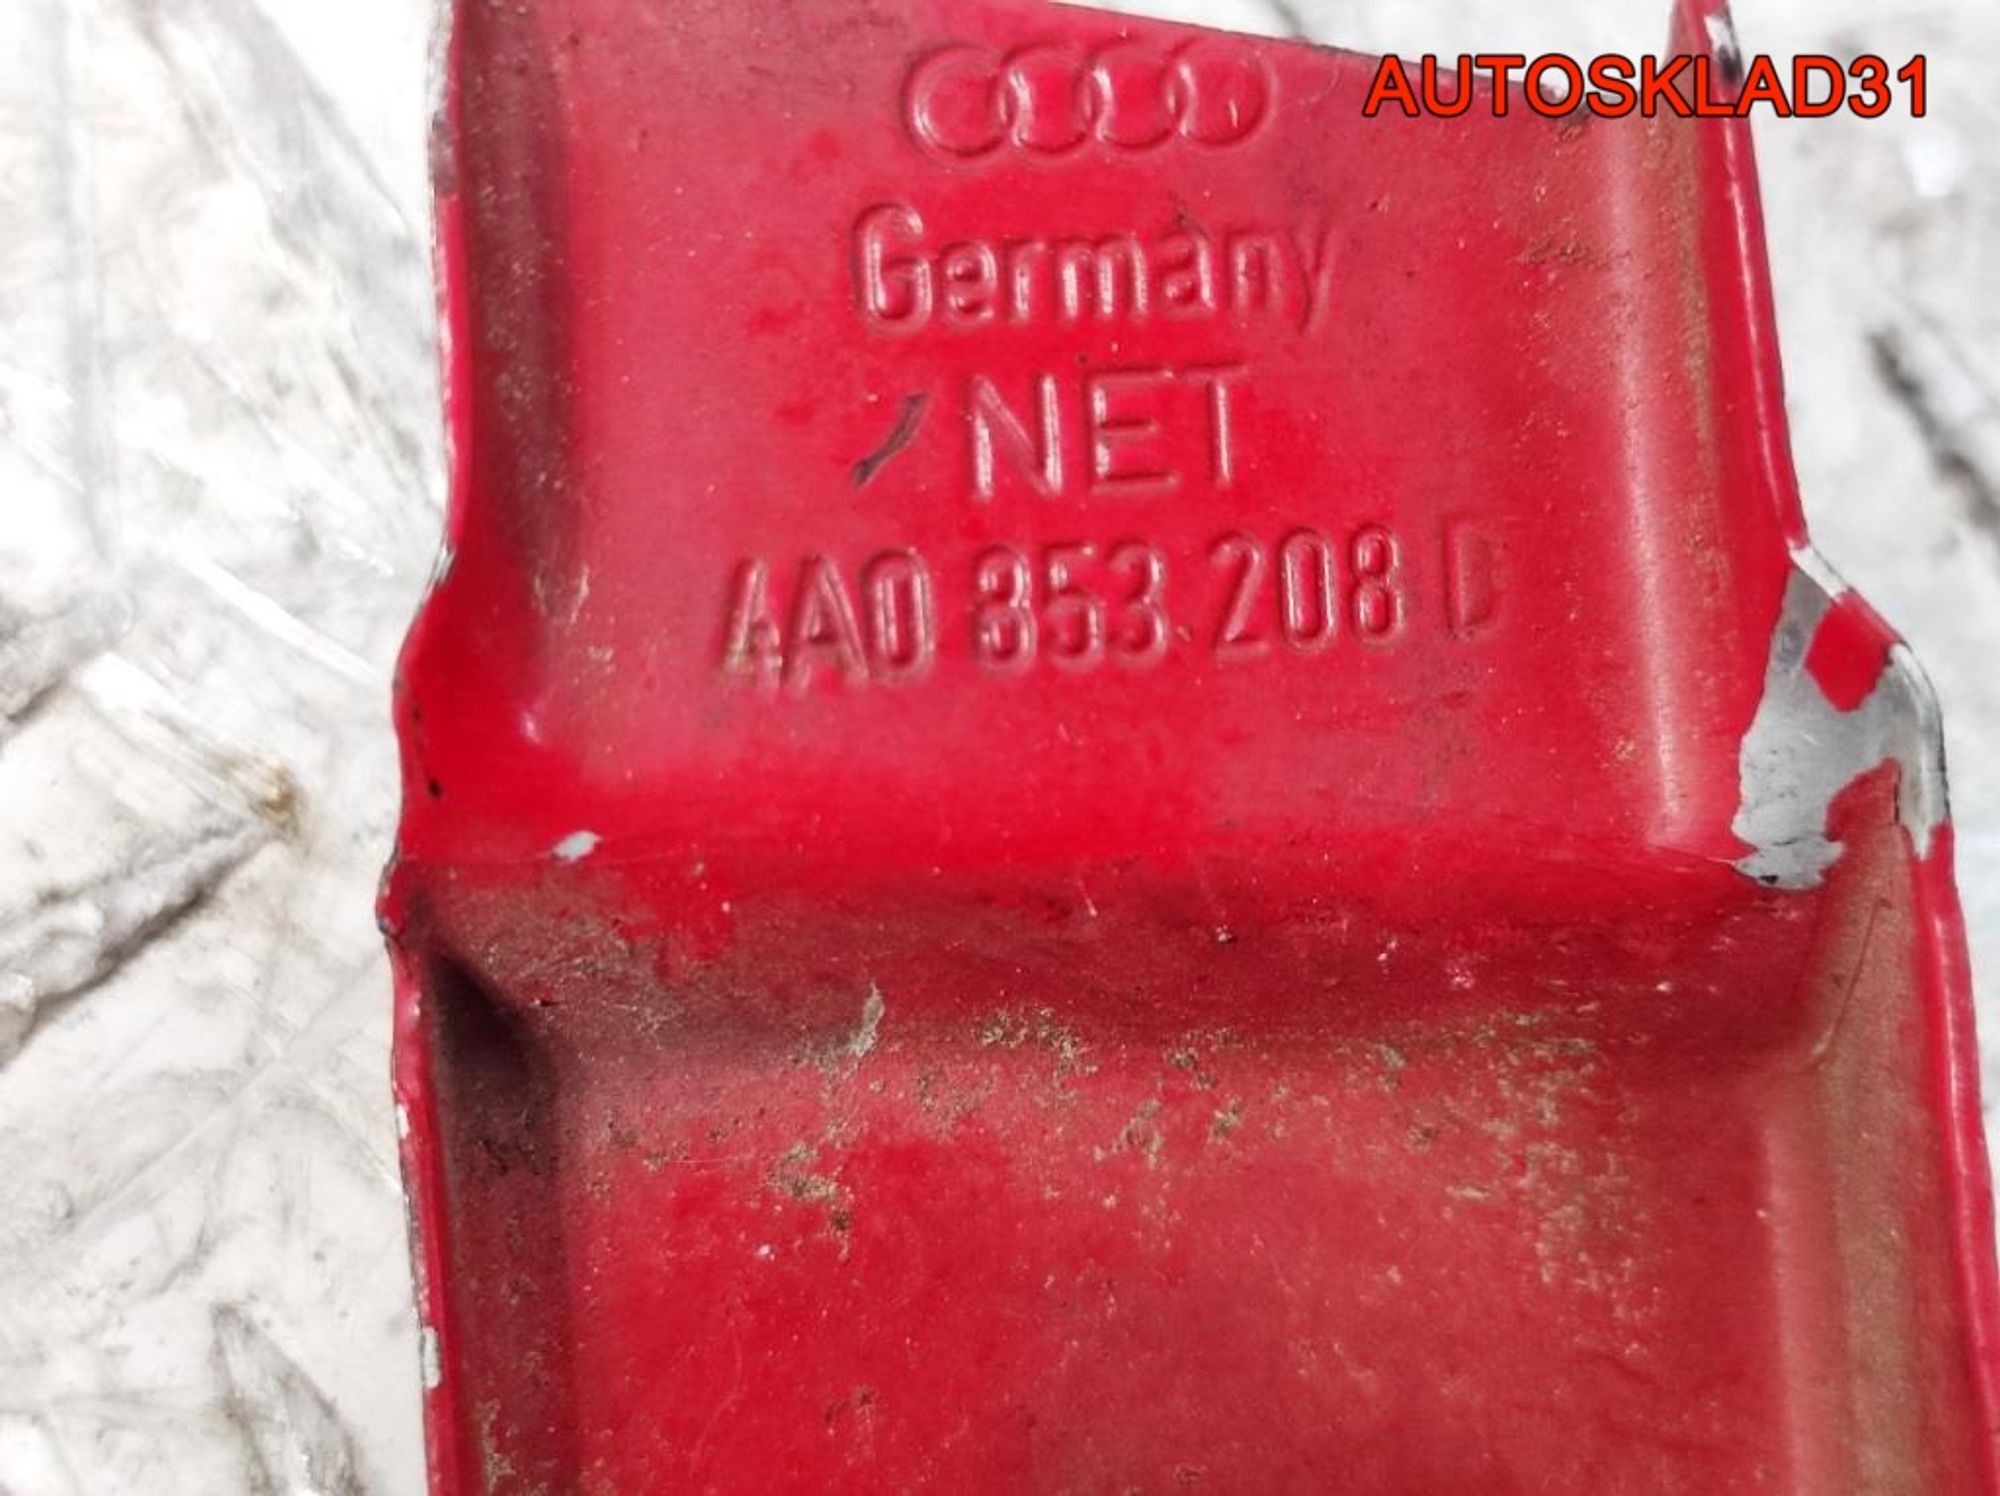 AUTOSKLAD31
Germany
NET
4A0 853 208 D